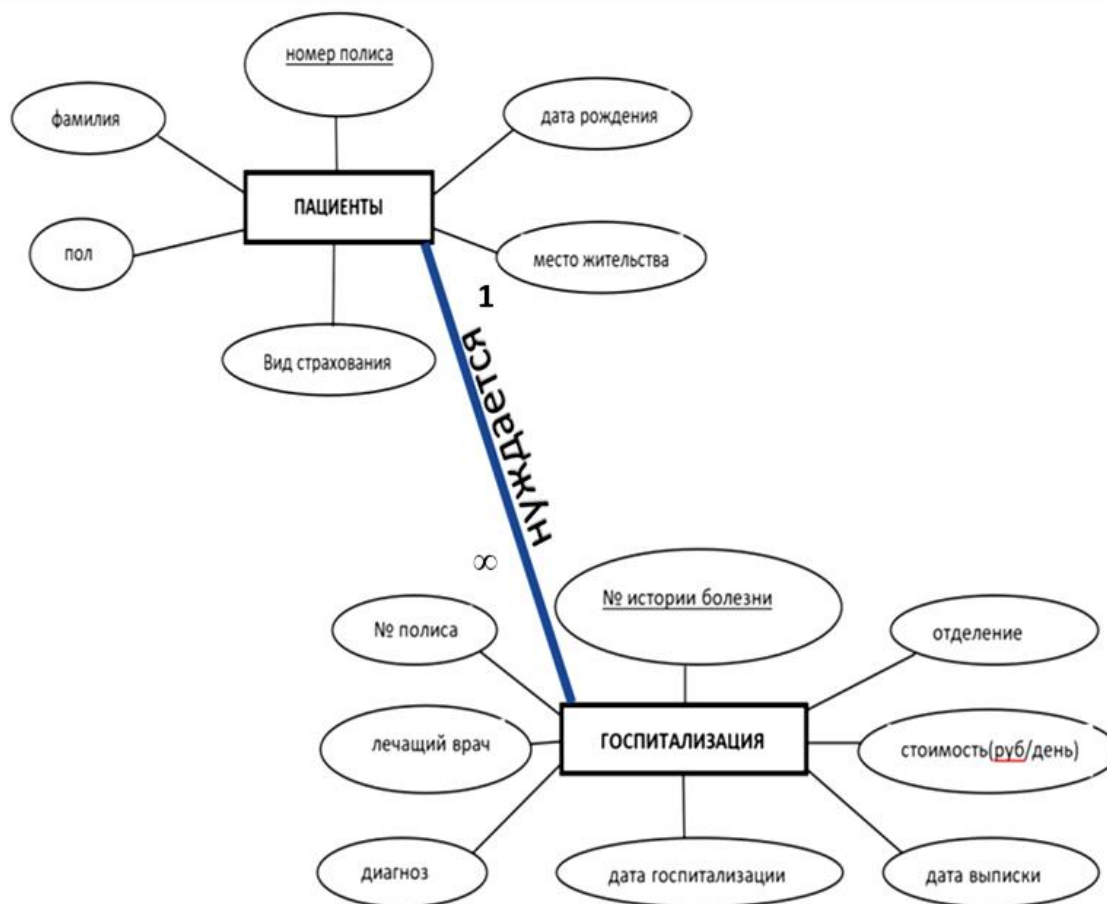 номер полиса
фамилия
дата рождения
ПАЦИЕНТЫ
пол
место жительства
1
Вид страхования
нуждается
∞
№ истории болезни
№ полиса
отделение
лечащий врач
ГОСПИТАЛИЗАЦИЯ
стоимость(руб/день)
диагноз
дата госпитализации
дата выписки